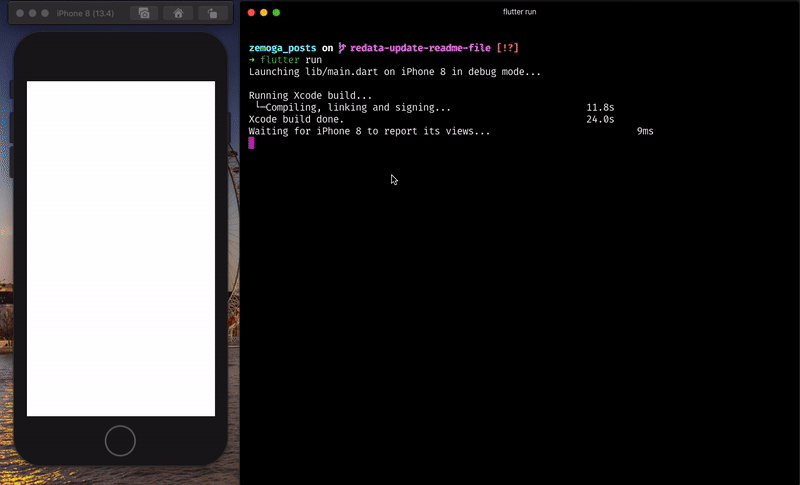 iPhone 8 (13.4)
flutter run
zemoga_posts on redata-update-readme-file [!?]
→ flutter run
Launching lib/main.dart on iPhone 8 in debug mode...
Running Xcode build...
└─Compiling, linking and signing... 11.8s
Xcode build done. 24.0s
Waiting for iPhone 8 to report its views... 9ms